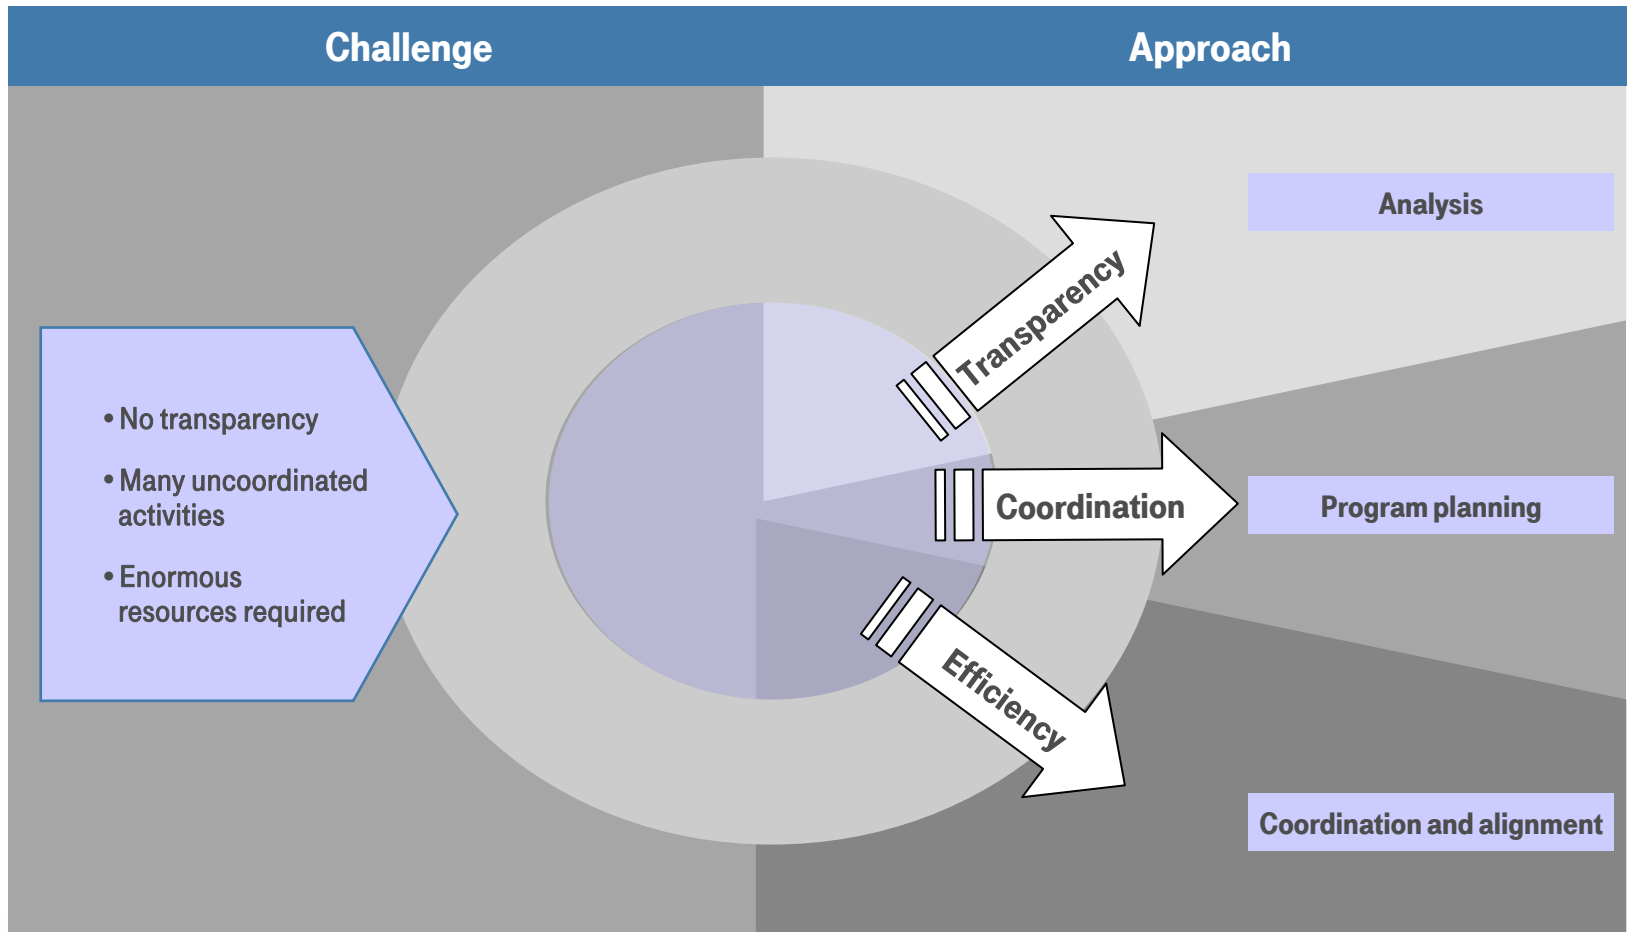 Challenge
Approach
• No transparency
• Many uncoordinated
activities
• Enormous
resources required
Transparency
Coordination
Efficiency
Analysis
Program planning
Coordination and alignment